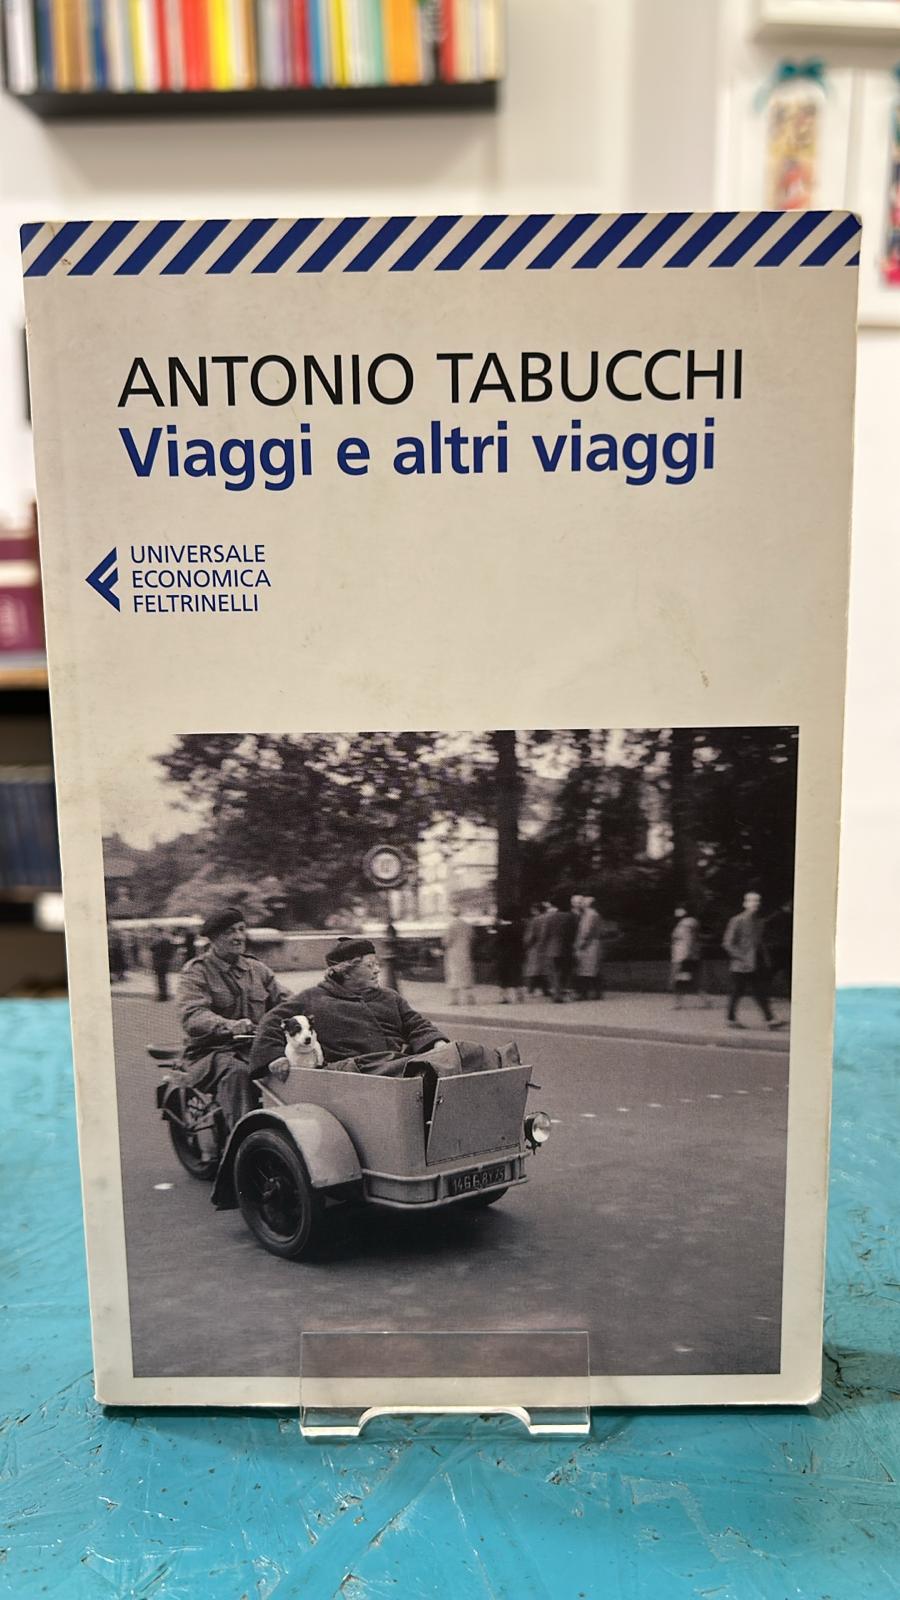 ANTONIO TABUCCHI
Viaggi e altri viaggi
UNIVERSALE
ECONOMICA
FELTRINELLI